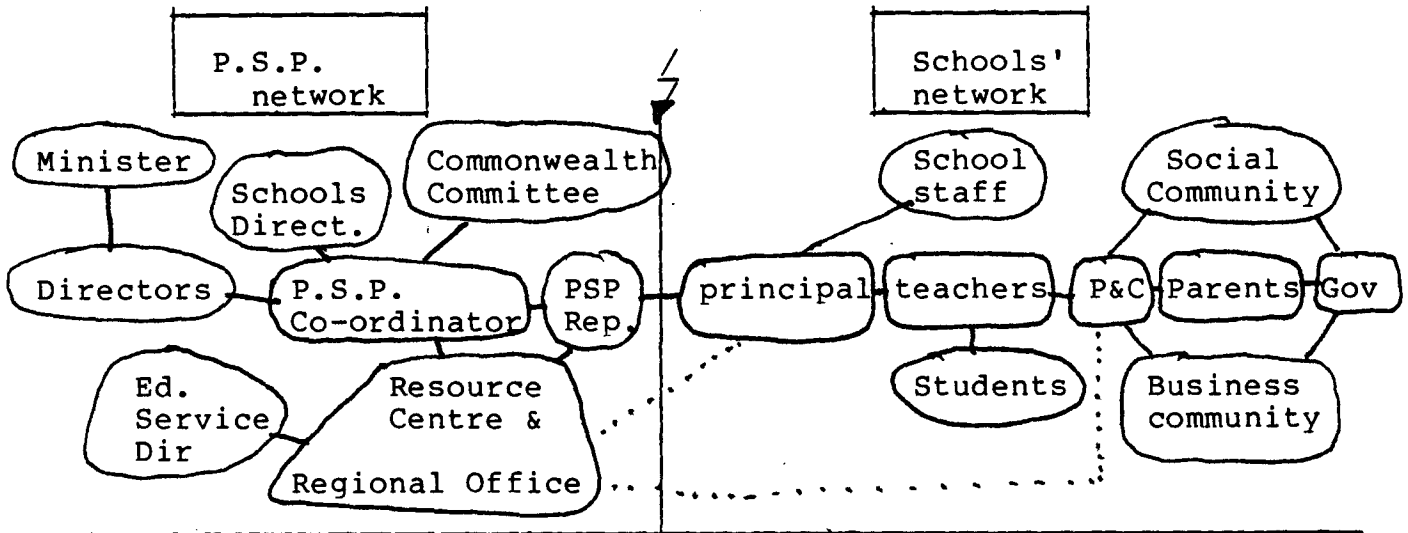 P.S.P.
network
Schools'
network
Minister
Schools
Direct.
Commonwealth
Committee
School
staff
Social
Community
Directors
P.S.P.
Co-ordinator
PSP
Rep.
principal
teachers
P&C
Parents
Gov
Ed.
Service
Dir
Resource
Centre &
Regional Office
Students
Business
community